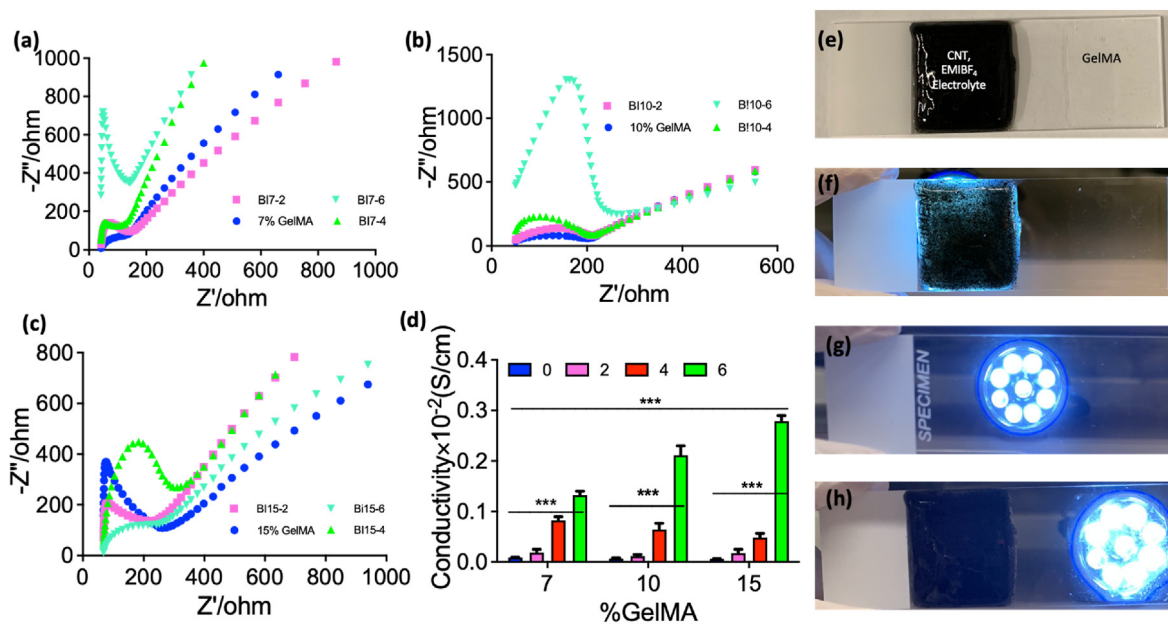 (a)
-Z"/ohm
1000
800
600
400
200
0
0 200 400 600 800 1000
Z'/ohm
BI7-2 BI7-6
7% GelMA BI7-4
(b)
-Z"/ohm
1500
1000
500
0
0 200 400 600
Z'/ohm
BI10-2 B!10-6
10% GelMA B!10-4
(c)
-Z"/ohm
800
600
400
200
0
0 200 400 600 800 1000
Z'/ohm
BI15-2 Bi15-6
15% GelMA BI15-4
(d)
Conductivity×10-2(S/cm)
0.4
0.3
0.2
0.1
0.0
0 2 4 6
***
*** *** ***
7 10 15
%GelMA
(e)
CNT,
EMIBF4
Electrolyte
GelMA
(f)
(g)
SPECIMEN
(h)